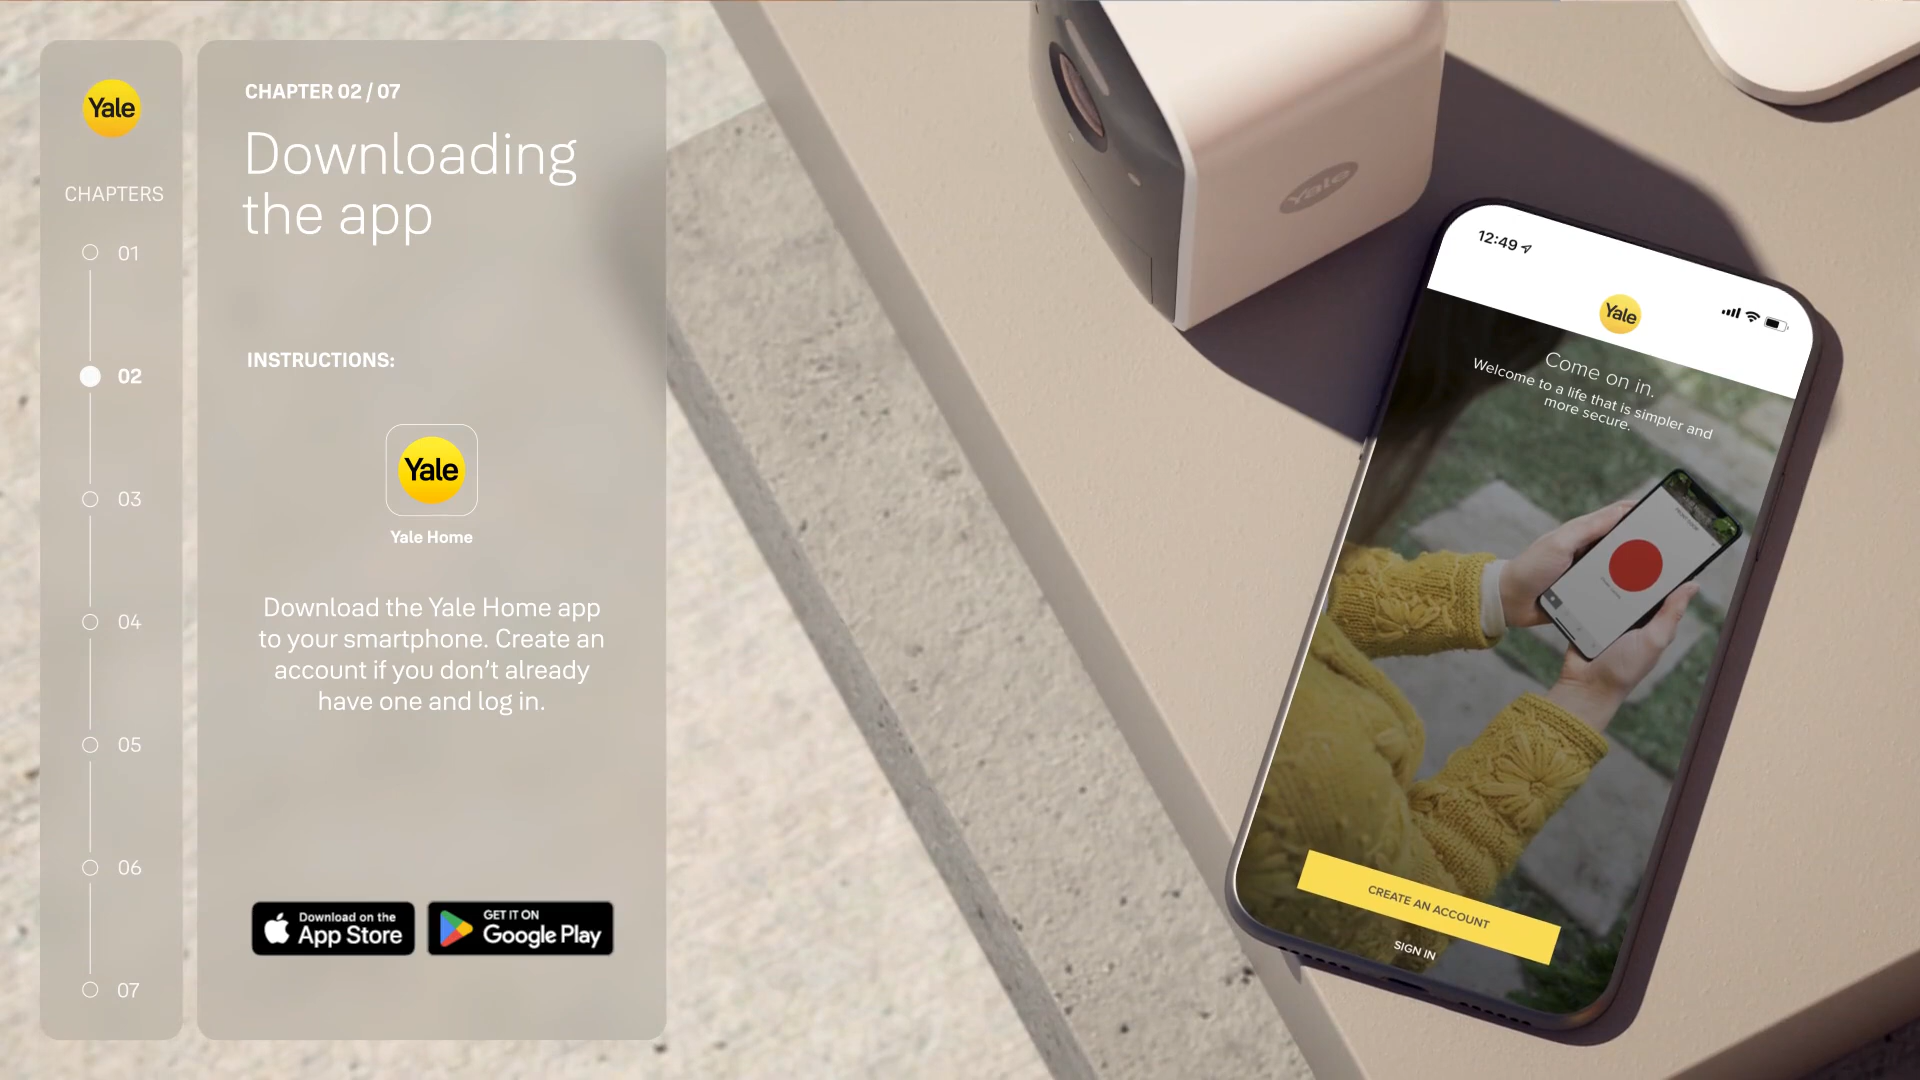 Yale
CHAPTERS
01
02
03
04
05
06
07
CHAPTER 02 / 07
Downloading
the app
INSTRUCTIONS:
Yale
Yale Home
Download the Yale Home app
to your smartphone. Create an
account if you don't already
have one and log in.
Download on the
App Store
GET IT ON
Google Play
Yale
12:49
Yale
Come on in.
Welcome to a life that is simpler and
more secure.
CREATE AN ACCOUNT
SIGN IN